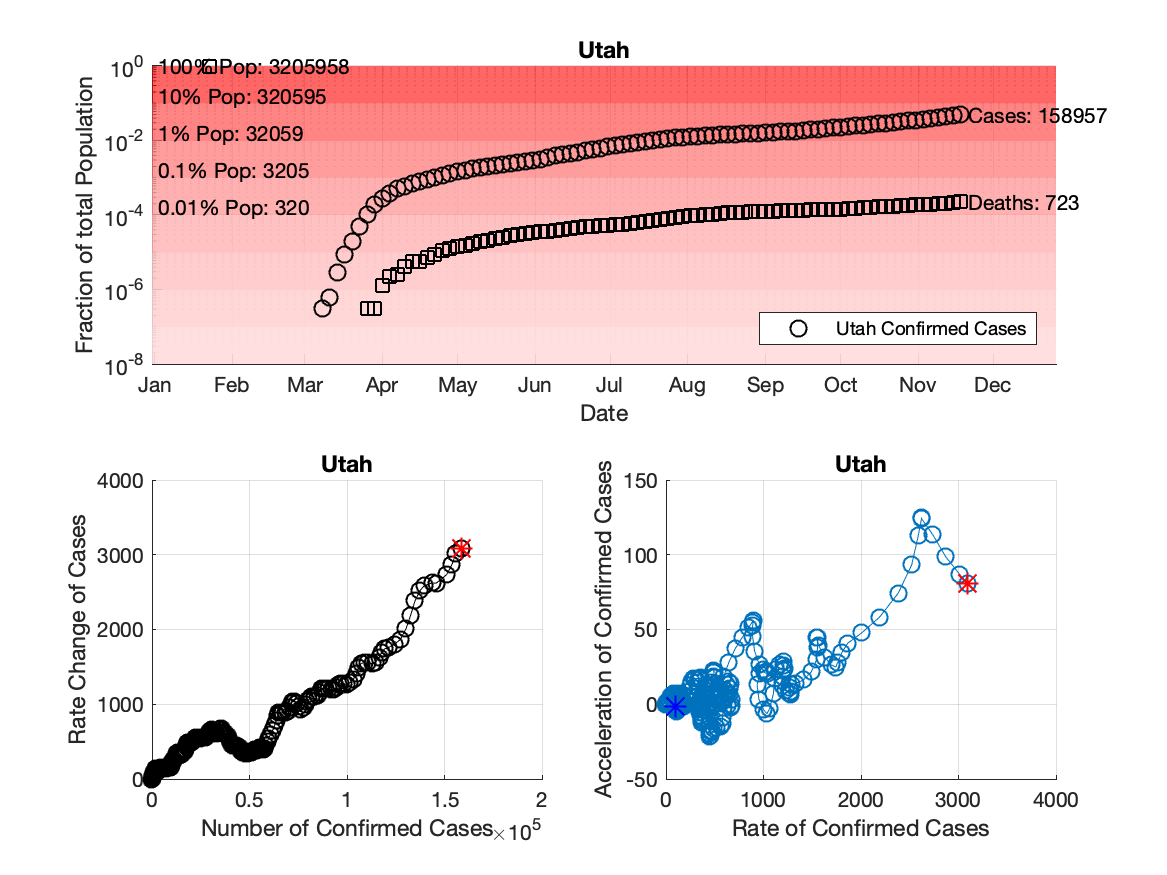 Utah
10^0
10^-2
10^-4
10^-6
10^-8
Fraction of total Population
100% Pop: 3205958
10% Pop: 320595
1% Pop: 32059
0.1% Pop: 3205
0.01% Pop: 320
Cases: 158957
Deaths: 723
Utah Confirmed Cases
Jan Feb Mar Apr May Jun Jul Aug Sep Oct Nov Dec
Date
Utah
4000
3000
2000
1000
0
Rate Change of Cases
0 0.5 1 1.5 2
Number of Confirmed Cases ×10^5
Utah
150
100
50
0
-50
Acceleration of Confirmed Cases
0 1000 2000 3000 4000
Rate of Confirmed Cases